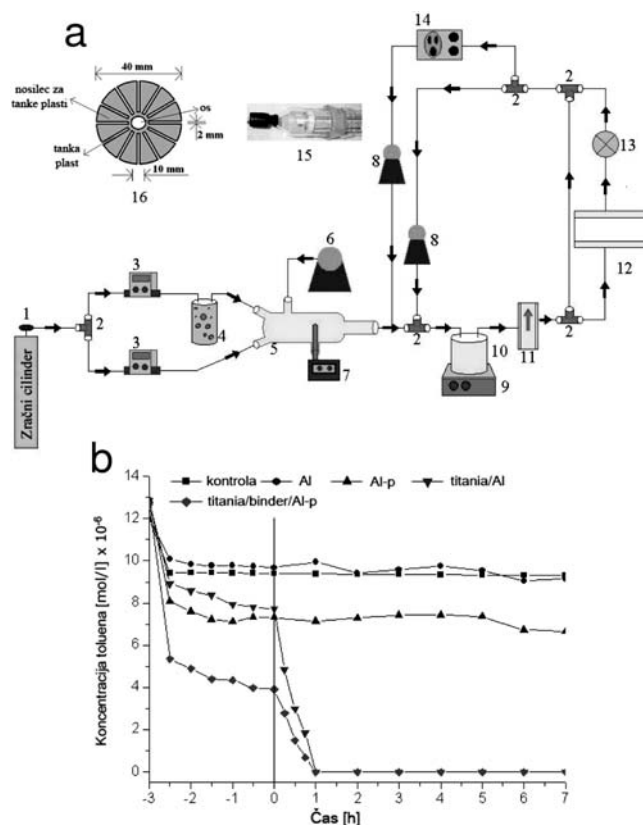 a
40 mm
nosilec za
tanke plasti
os
2 mm
tanka
plast
10 mm
16
15
14
2
2
13
8
8
12
6
3
1
2
4
5
3
7
2
10
11
2
9
Zračni cilinder
b
kontrola Al Al-p titania/Al
titania/binder/Al-p
Koncentracija toluena [mol/l] x 10-6
14
12
10
8
6
4
2
0
-3 -2 -1 0 1 2 3 4 5 6 7
Čas [h]